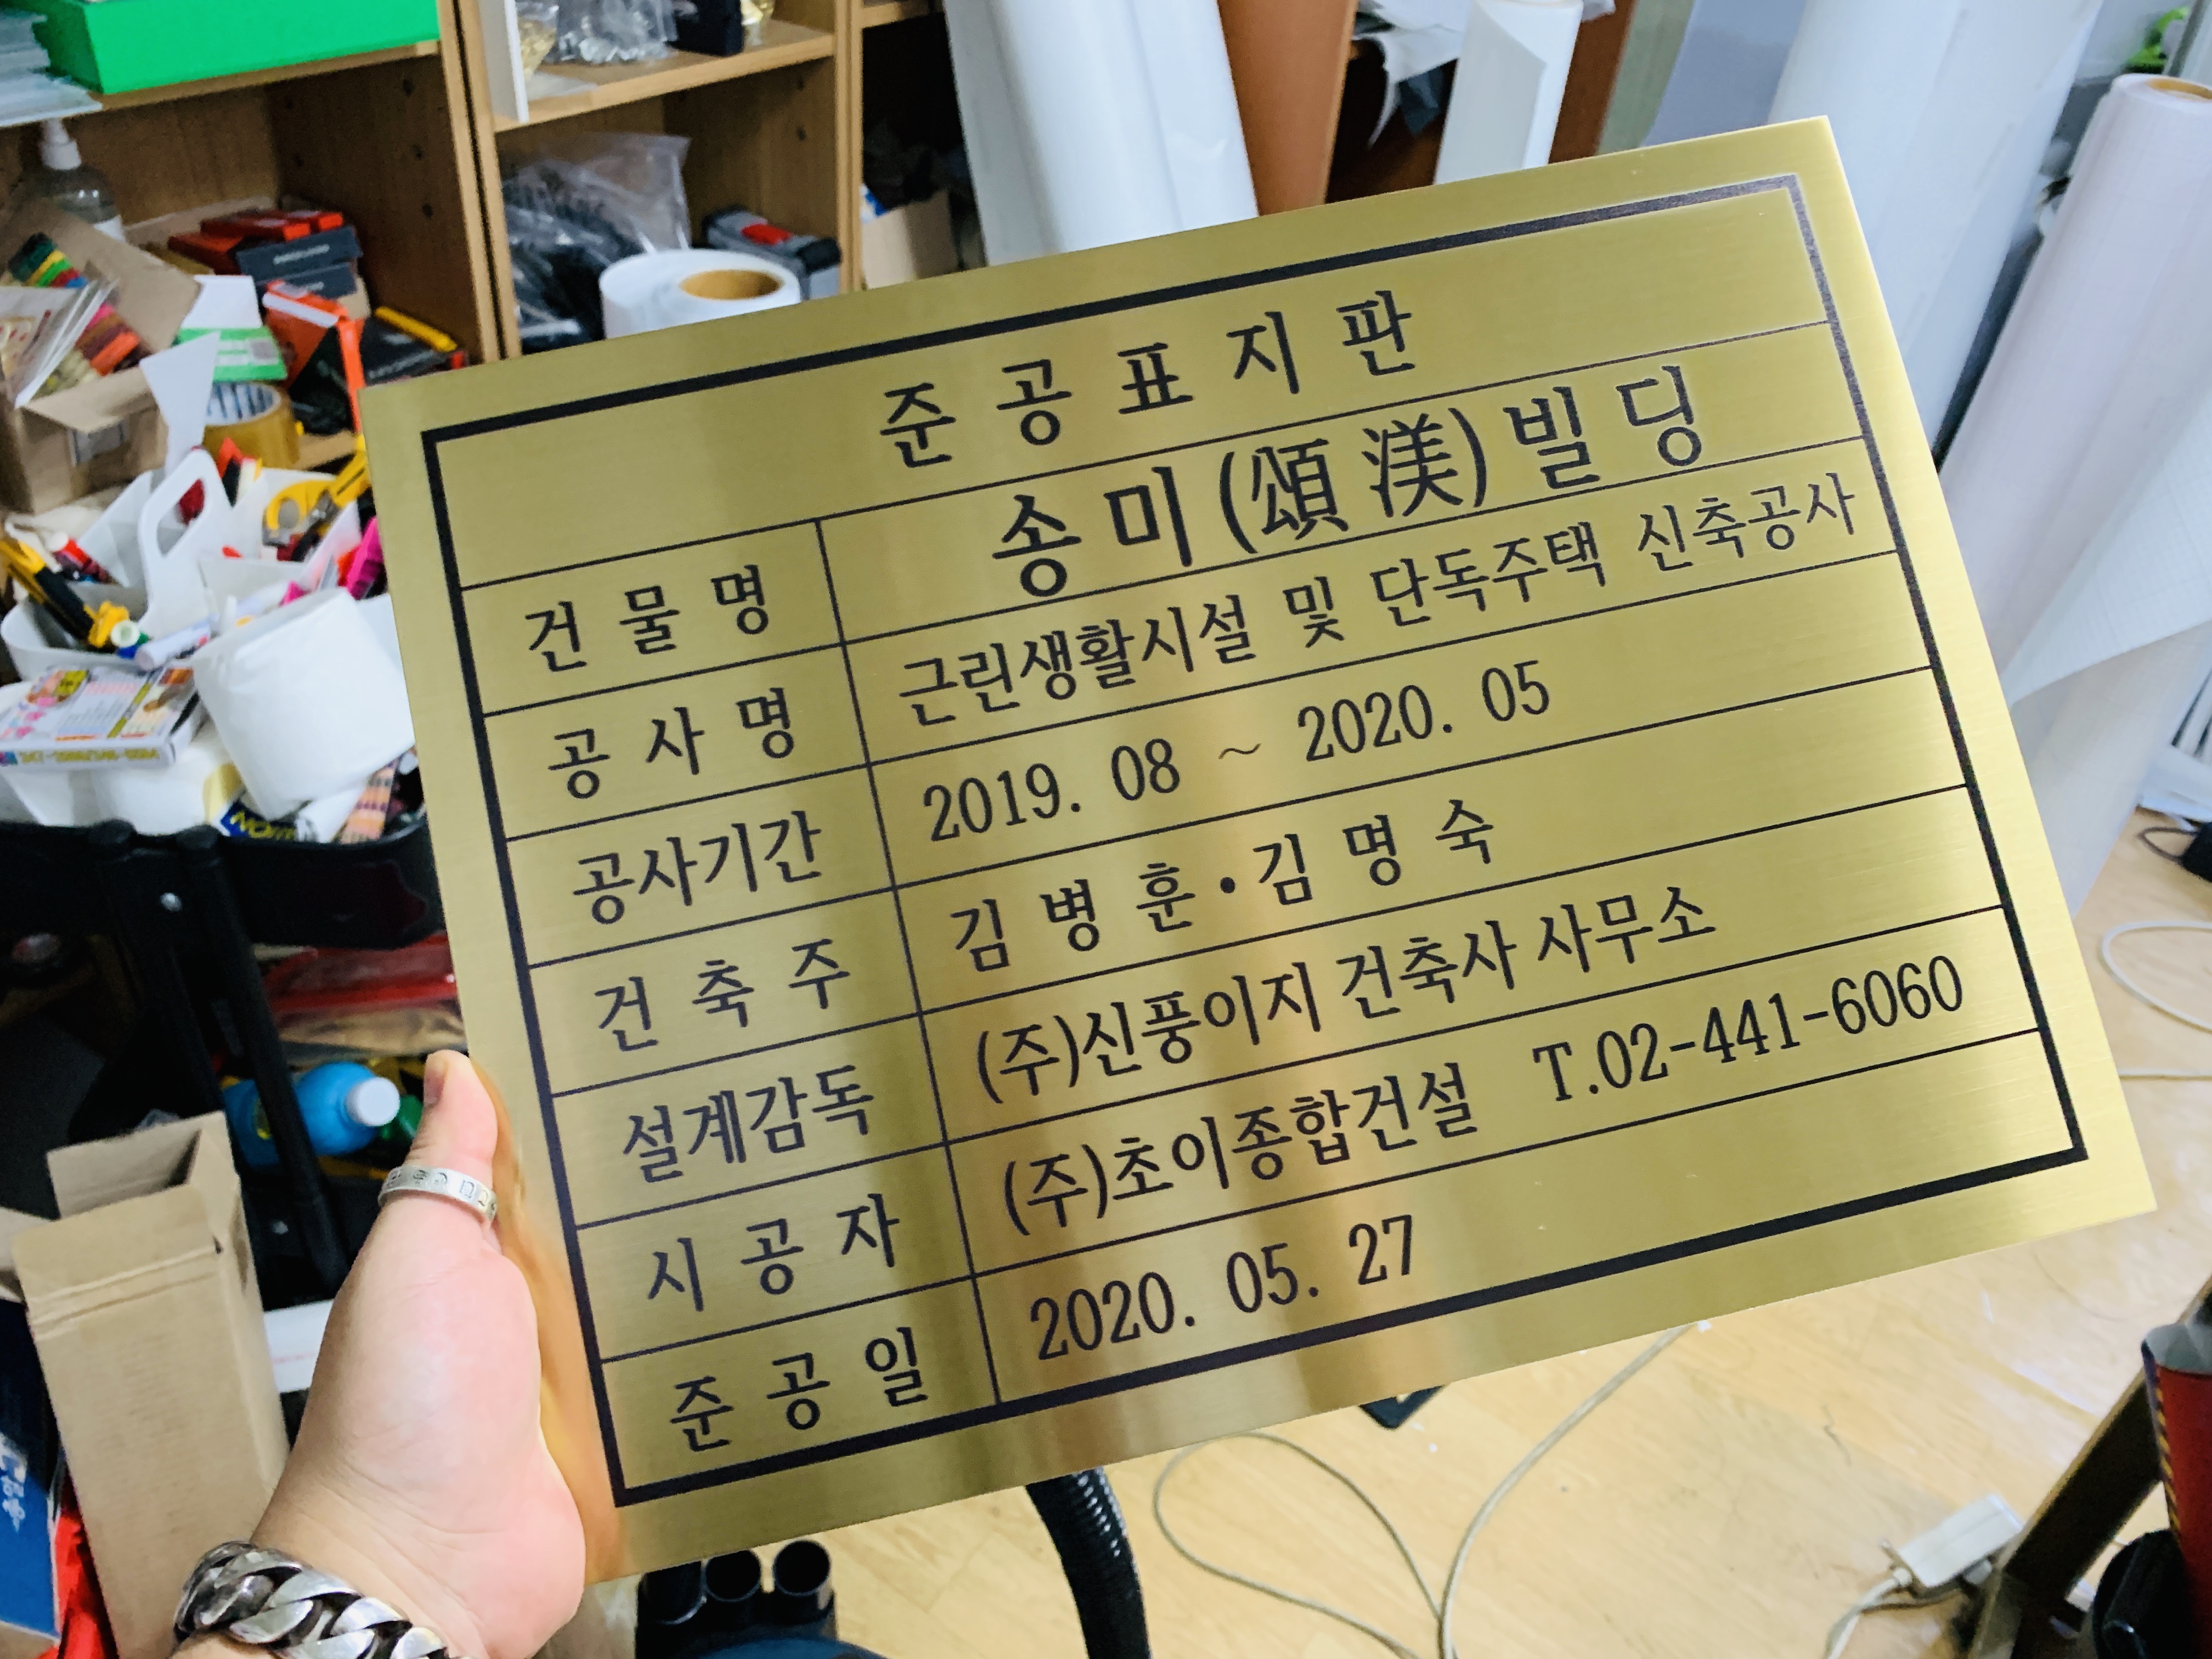 준공표지판
건물명 송미(頌渼)빌딩
공사명 근린생활시설 및 단독주택 신축공사
공사기간 2019. 08 ~ 2020. 05
건축주 김병훈·김명숙
설계감독 (주)신풍이지 건축사 사무소
시공자 (주)초이종합건설 T.02-441-6060
준공일 2020. 05. 27